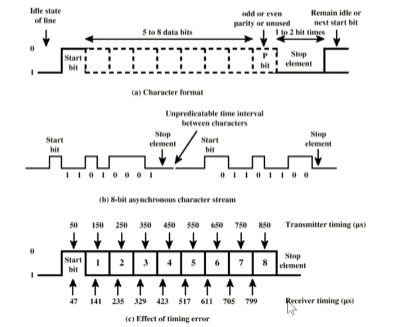 Idle state
of line
odd or even
parity or unused
Remain idle or
next start bit
5 to 8 data bits
1 to 2 bit times
0
1
Start
bit
P
bit
Stop
element
(a) Character format
Unpredicatable time interval
between characters
Start
bit
Stop
element
Start
bit
Stop
element
1 1 0 1 0 0 0 1
0 1 1 0 1 1 0 0
(b) 8-bit asynchronous character stream
50 150 250 350 450 550 650 750 850 Transmitter timing (µs)
0
1
Start
bit
1 2 3 4 5 6 7 8
Stop
element
47 141 235 329 423 517 611 705 799 Receiver timing (µs)
(c) Effect of timing error